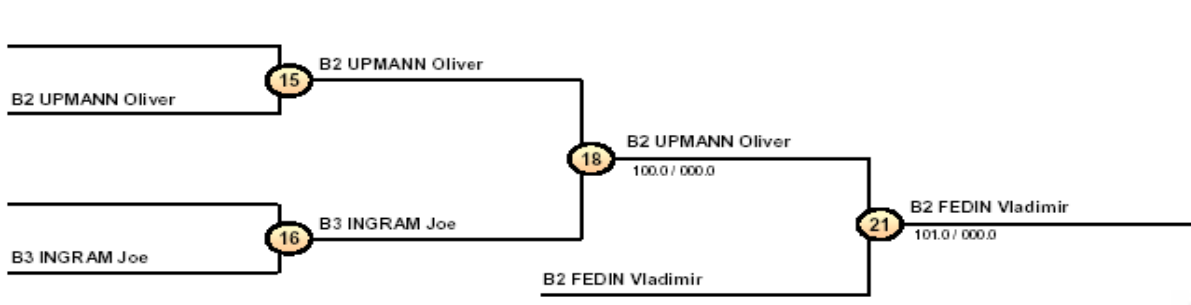 B2 UPMANN Oliver
15
B2 UPMANN Oliver
B2 UPMANN Oliver
18
100.0 / 000.0
B2 FEDIN Vladimir
21
101.0 / 000.0
B3 INGRAM Joe
16
B3 INGRAM Joe
B2 FEDIN Vladimir